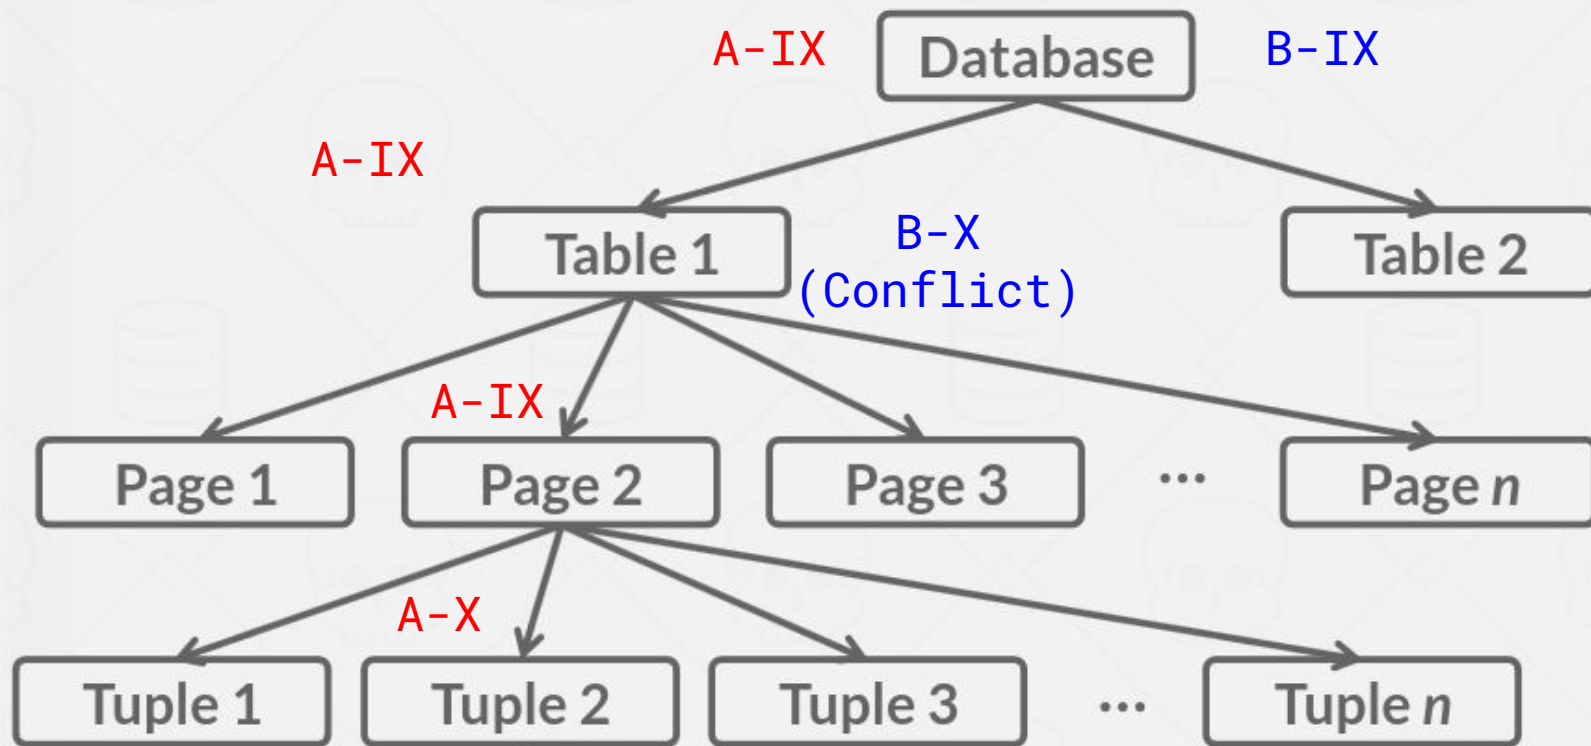 A-IX
Database
B-IX
A-IX
Table 1
B-X
(Conflict)
Table 2
A-IX
Page 1
Page 2
Page 3
...
Page n
A-X
Tuple 1
Tuple 2
Tuple 3
...
Tuple n